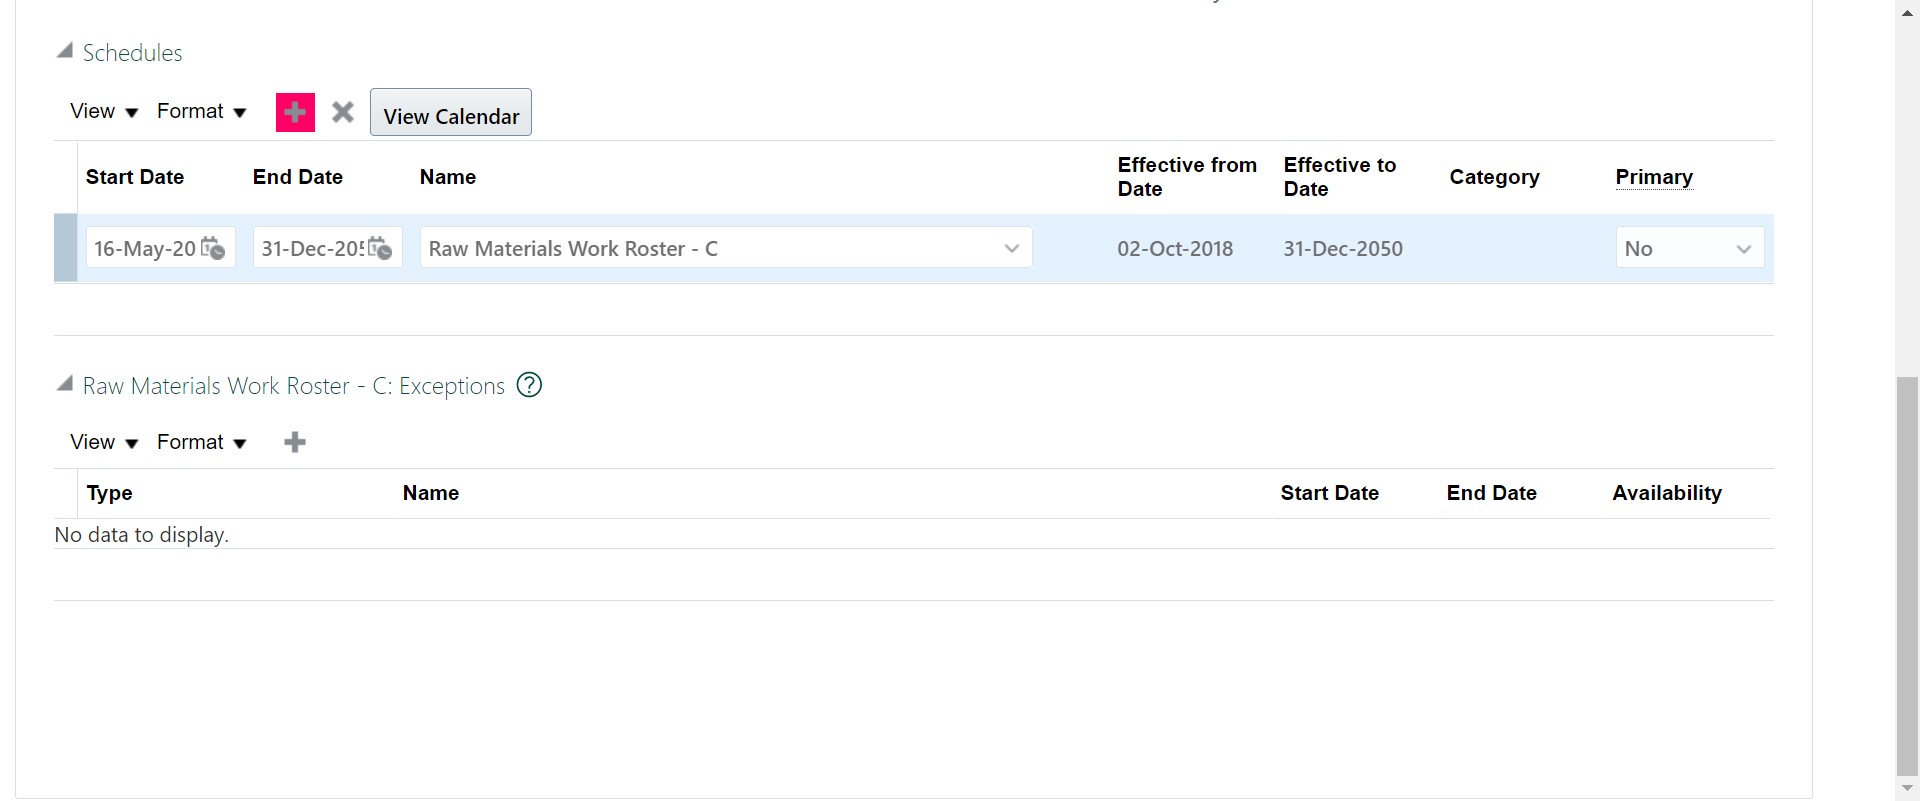 Schedules
View Format View Calendar
Start Date End Date Name Effective from Date Effective to Date Category Primary
16-May-20 31-Dec-205 Raw Materials Work Roster - C 02-Oct-2018 31-Dec-2050 No
Raw Materials Work Roster - C: Exceptions ?
View Format
Type Name Start Date End Date Availability
No data to display.